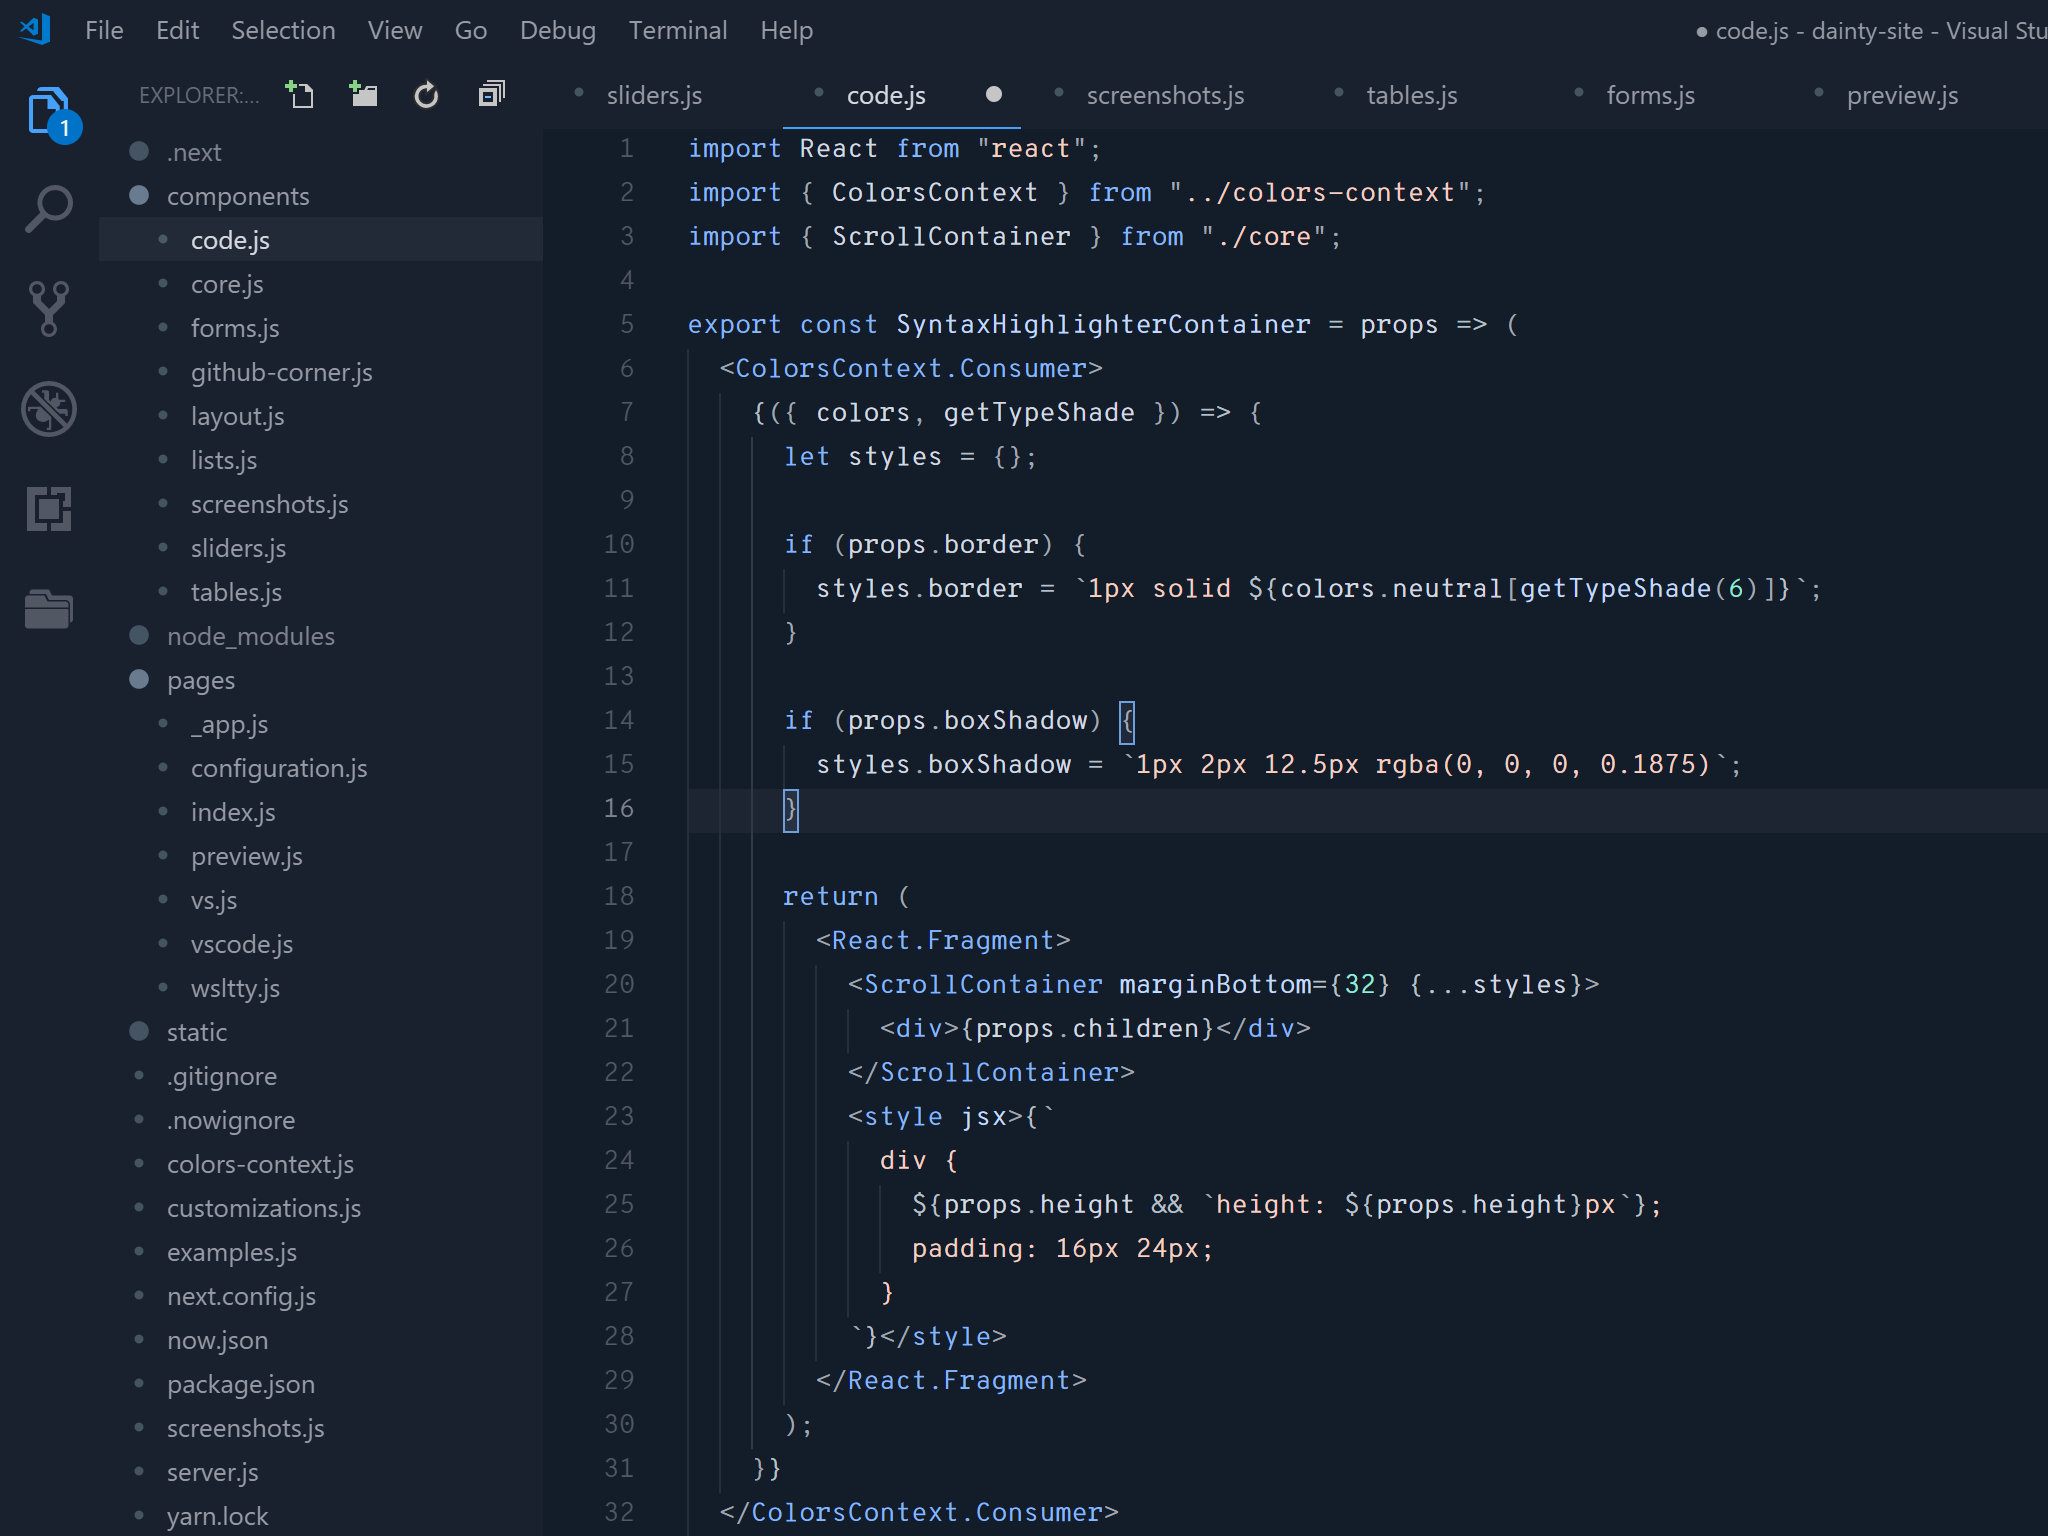 File Edit Selection View Go Debug Terminal Help
● code.js - dainty-site - Visual Stu
EXPLORER:...
1
sliders.js code.js screenshots.js tables.js forms.js preview.js
.next
components
code.js
core.js
forms.js
github-corner.js
layout.js
lists.js
screenshots.js
sliders.js
tables.js
node_modules
pages
_app.js
configuration.js
index.js
preview.js
vs.js
vscode.js
wsltty.js
static
.gitignore
.nowignore
colors-context.js
customizations.js
examples.js
next.config.js
now.json
package.json
screenshots.js
server.js
yarn.lock
1 import React from "react";
2 import { ColorsContext } from "../colors-context";
3 import { ScrollContainer } from "./core";
4
5 export const SyntaxHighlighterContainer = props => (
6   <ColorsContext.Consumer>
7     {({ colors, getTypeShade }) => {
8       let styles = {};
9
10       if (props.border) {
11         styles.border = `1px solid ${colors.neutral[getTypeShade(6)]}`;
12       }
13
14       if (props.boxShadow) {
15         styles.boxShadow = `1px 2px 12.5px rgba(0, 0, 0, 0.1875)`;
16       }
17
18       return (
19         <React.Fragment>
20           <ScrollContainer marginBottom={32} {...styles}>
21             <div>{props.children}</div>
22           </ScrollContainer>
23           <style jsx>{`
24             div {
25               ${props.height && `height: ${props.height}px`};
26               padding: 16px 24px;
27             }
28           `}</style>
29         </React.Fragment>
30       );
31     }}
32   </ColorsContext.Consumer>